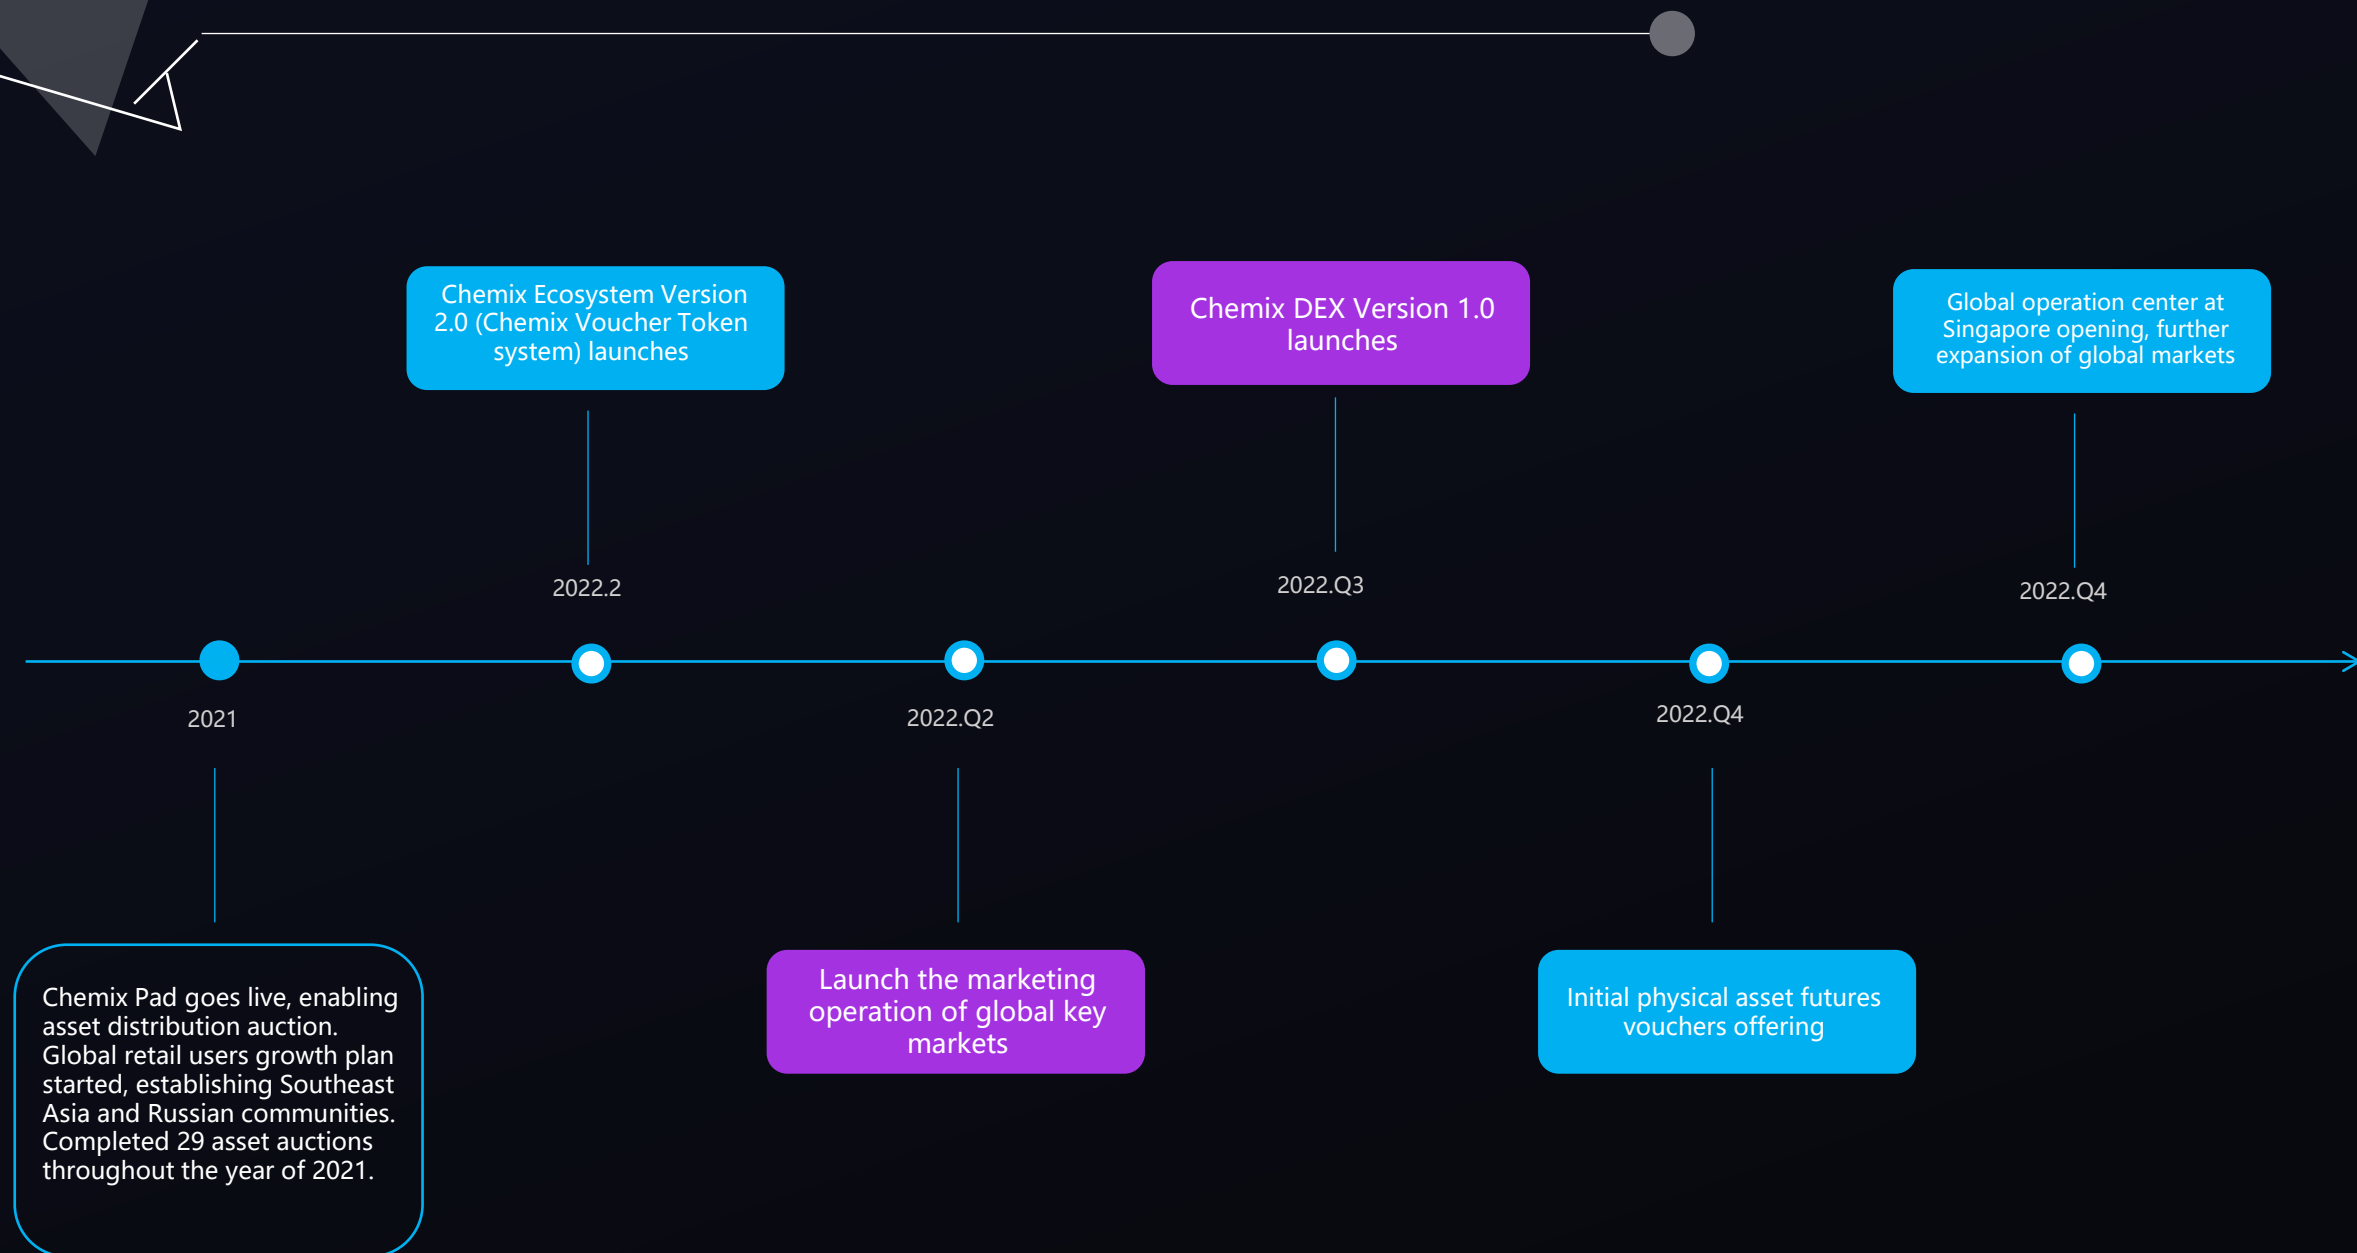 Chemix Ecosystem Version
2.0 (Chemix Voucher Token
system) launches
Chemix DEX Version 1.0
launches
Global operation center at
Singapore opening, further
expansion of global markets
2022.2
2022.Q3
2022.Q4
2021
2022.Q2
2022.Q4
Chemix Pad goes live, enabling
asset distribution auction.
Global retail users growth plan
started, establishing Southeast
Asia and Russian communities.
Completed 29 asset auctions
throughout the year of 2021.
Launch the marketing
operation of global key
markets
Initial physical asset futures
vouchers offering